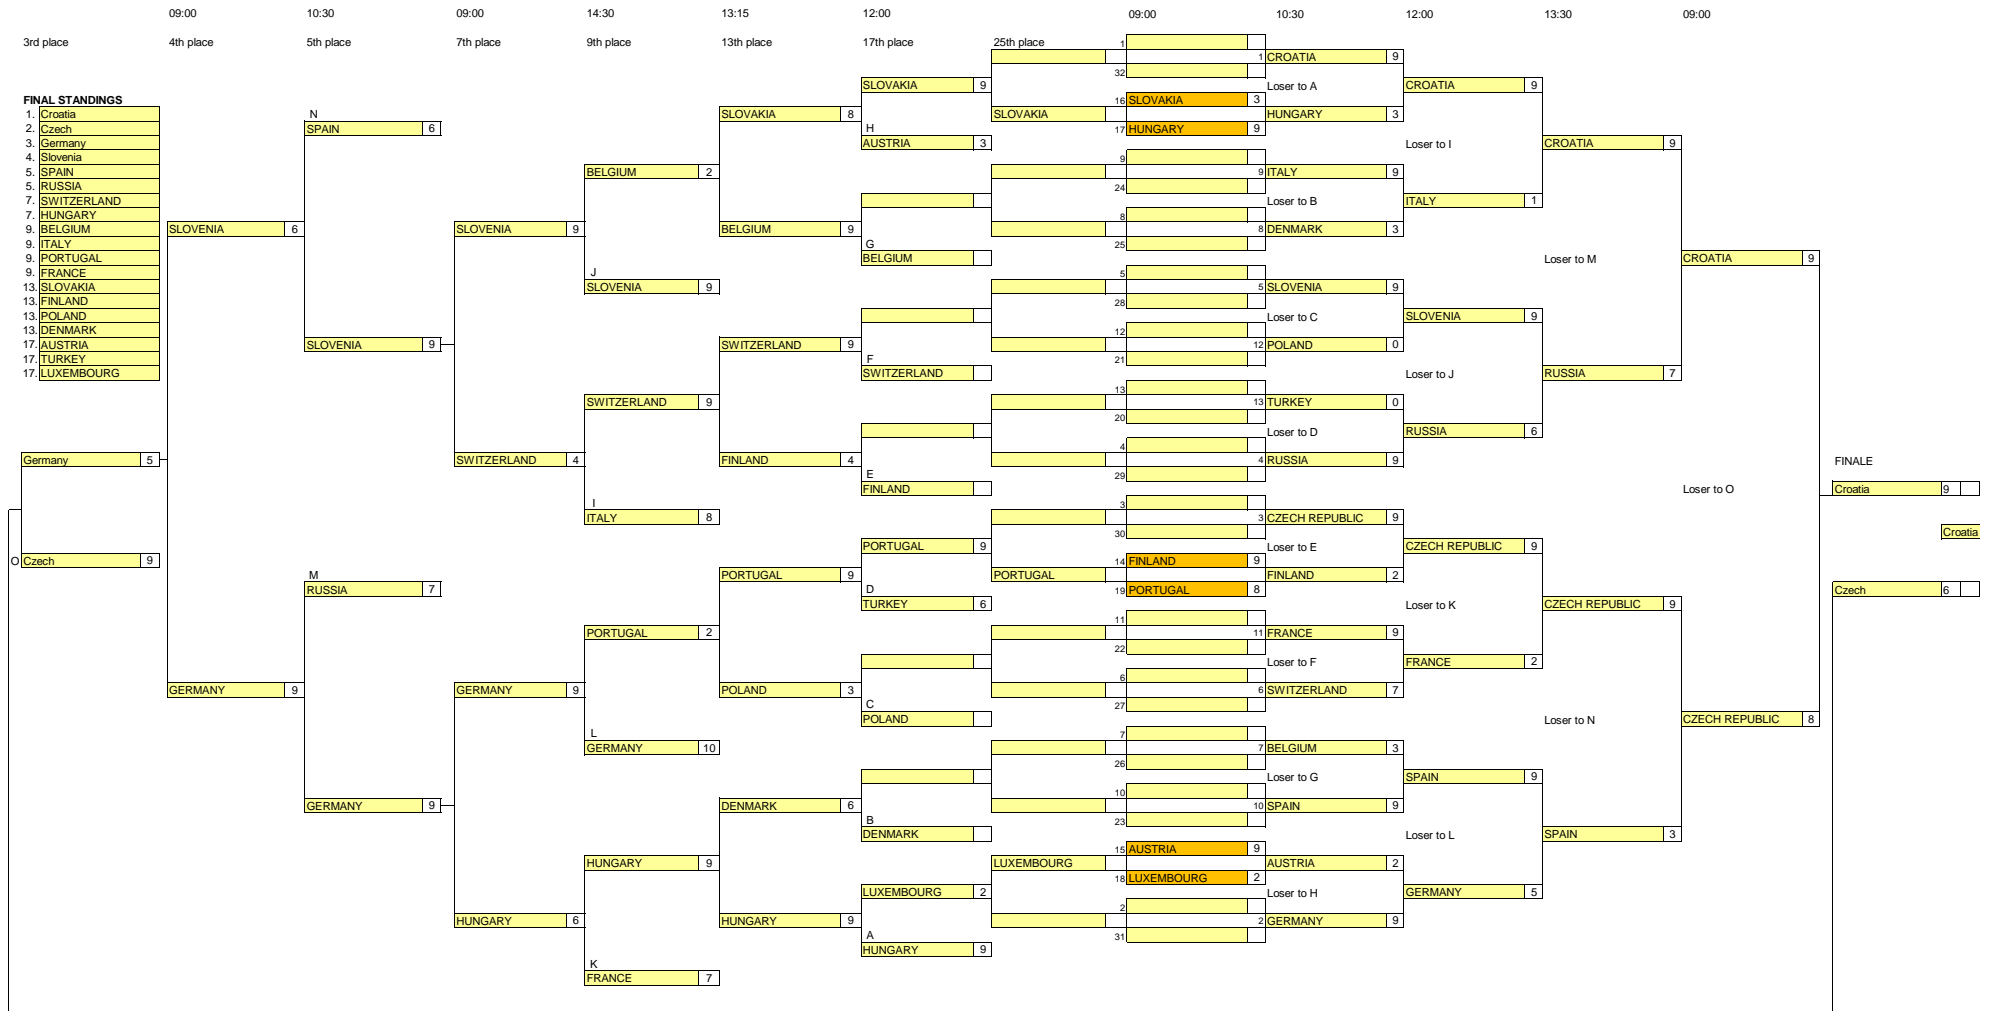 09:00 10:30 09:00 14:30 13:15 12:00 09:00 10:30 12:00 13:30 09:00
3rd place 4th place 5th place 7th place 9th place 13th place 17th place 25th place 1
1 CROATIA 9
32
SLOVAKIA 9 Loser to A CROATIA 9
FINAL STANDINGS 16 SLOVAKIA 3
1. Croatia N SLOVAKIA 8 SLOVAKIA HUNGARY 3
2. Czech SPAIN 6 H 17 HUNGARY 9
3. Germany AUSTRIA 3 Loser to I CROATIA 9
4. Slovenia 9
5. SPAIN BELGIUM 2 9 ITALY 9
5. RUSSIA 24
7. SWITZERLAND Loser to B ITALY 1
7. HUNGARY 8
9. BELGIUM SLOVENIA 6 SLOVENIA 9 BELGIUM 9 8 DENMARK 3
9. ITALY G 25
9. PORTUGAL BELGIUM Loser to M CROATIA 9
9. FRANCE J 5
13. SLOVAKIA SLOVENIA 9 5 SLOVENIA 9
13. FINLAND 28
13. POLAND Loser to C SLOVENIA 9
13. DENMARK 12
17. AUSTRIA SLOVENIA 9 SWITZERLAND 9 12 POLAND 0
17. TURKEY F 21
17. LUXEMBOURG SWITZERLAND Loser to J RUSSIA 7
13
SWITZERLAND 9 13 TURKEY 0
20
Loser to D RUSSIA 6
4
Germany 5 SWITZERLAND 4 FINLAND 4 4 RUSSIA 9 FINALE
E 29
FINLAND Loser to O Croatia 9
I 3
ITALY 8 3 CZECH REPUBLIC 9
30 Croatia
PORTUGAL 9 Loser to E CZECH REPUBLIC 9
O Czech 9 14 FINLAND 9
M PORTUGAL 9 PORTUGAL FINLAND 2
RUSSIA 7 D 19 PORTUGAL 8 Czech 6
TURKEY 6 Loser to K CZECH REPUBLIC 9
11
PORTUGAL 2 11 FRANCE 9
22
Loser to F FRANCE 2
6
GERMANY 9 GERMANY 9 POLAND 3 6 SWITZERLAND 7
C 27
POLAND Loser to N CZECH REPUBLIC 8
L 7
GERMANY 10 7 BELGIUM 3
26
Loser to G SPAIN 9
10
GERMANY 9 DENMARK 6 10 SPAIN 9
B 23
DENMARK Loser to L SPAIN 3
15 AUSTRIA 9
HUNGARY 9 LUXEMBOURG AUSTRIA 2
18 LUXEMBOURG 2
LUXEMBOURG 2 Loser to H GERMANY 5
2
HUNGARY 6 HUNGARY 9 2 GERMANY 9
A 31
HUNGARY 9
K
FRANCE 7